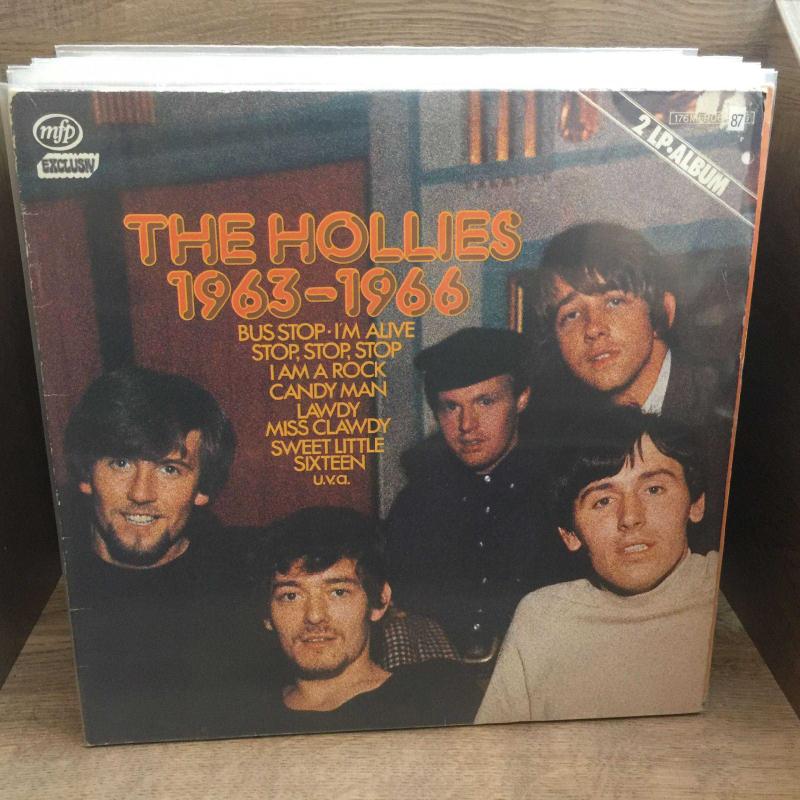 mfp
EXCLUSIV
87
2 LP-ALBUM
THE HOLLIES
1963-1966
BUS STOP · I'M ALIVE
STOP, STOP, STOP
I AM A ROCK
CANDY MAN
LAWDY
MISS CLAWDY
SWEET LITTLE
SIXTEEN
u.v.a.